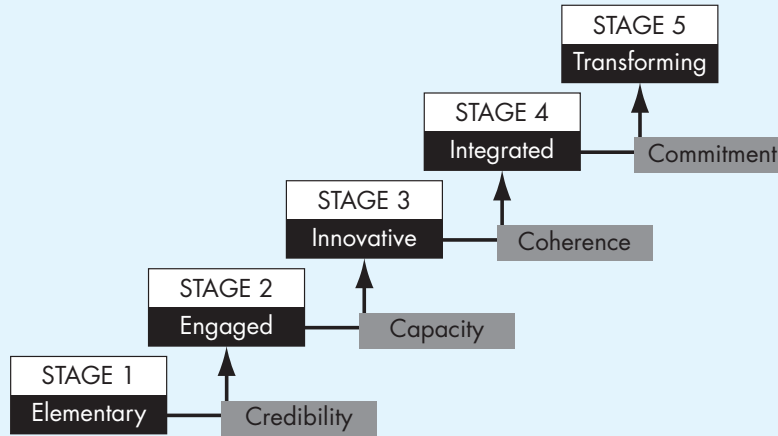 STAGE 5
Transforming
STAGE 4
Integrated
Commitment
STAGE 3
Innovative
Coherence
STAGE 2
Engaged
Capacity
STAGE 1
Elementary
Credibility